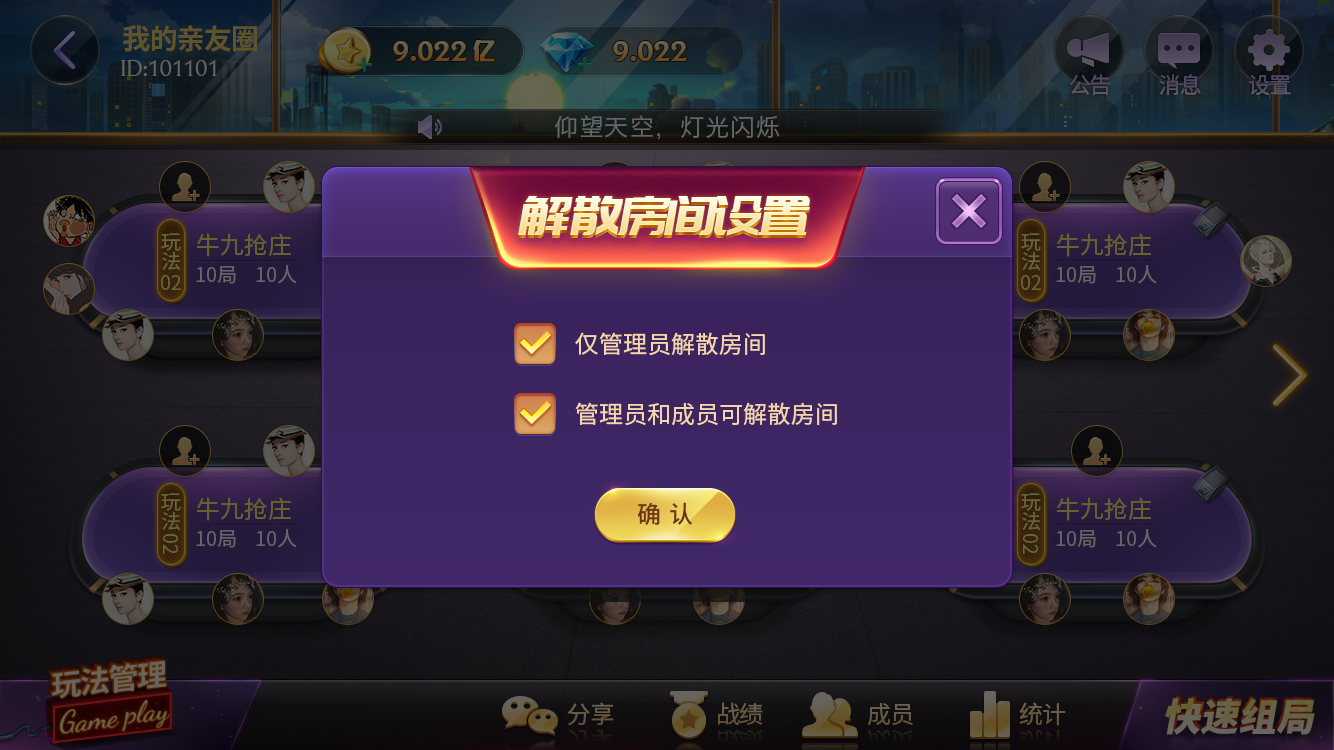 我的亲友圈
ID:101101
9.022亿
9.022
公告
消息
设置
仰望天空，灯光闪烁
解散房间设置
仅管理员解散房间
管理员和成员可解散房间
确认
玩法02
牛九抢庄
10局 10人
玩法02
牛九抢庄
10局 10人
玩法02
牛九抢庄
10局 10人
玩法02
牛九抢庄
10局 10人
玩法管理
Game play
分享
战绩
成员
统计
快速组局